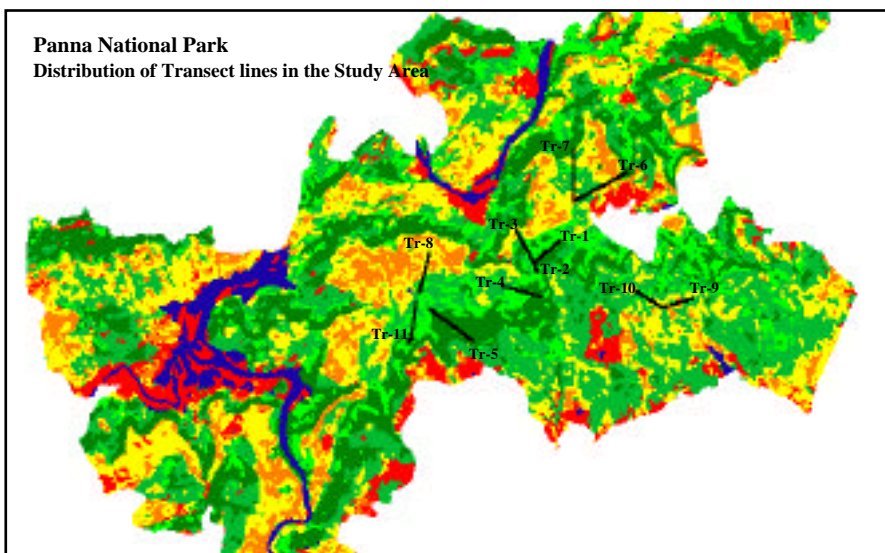 Panna National Park
Distribution of Transect lines in the Study Area
Tr-7
Tr-6
Tr-3
Tr-1
Tr-8
Tr-2
Tr-4
Tr-10
Tr-9
Tr-11
Tr-5